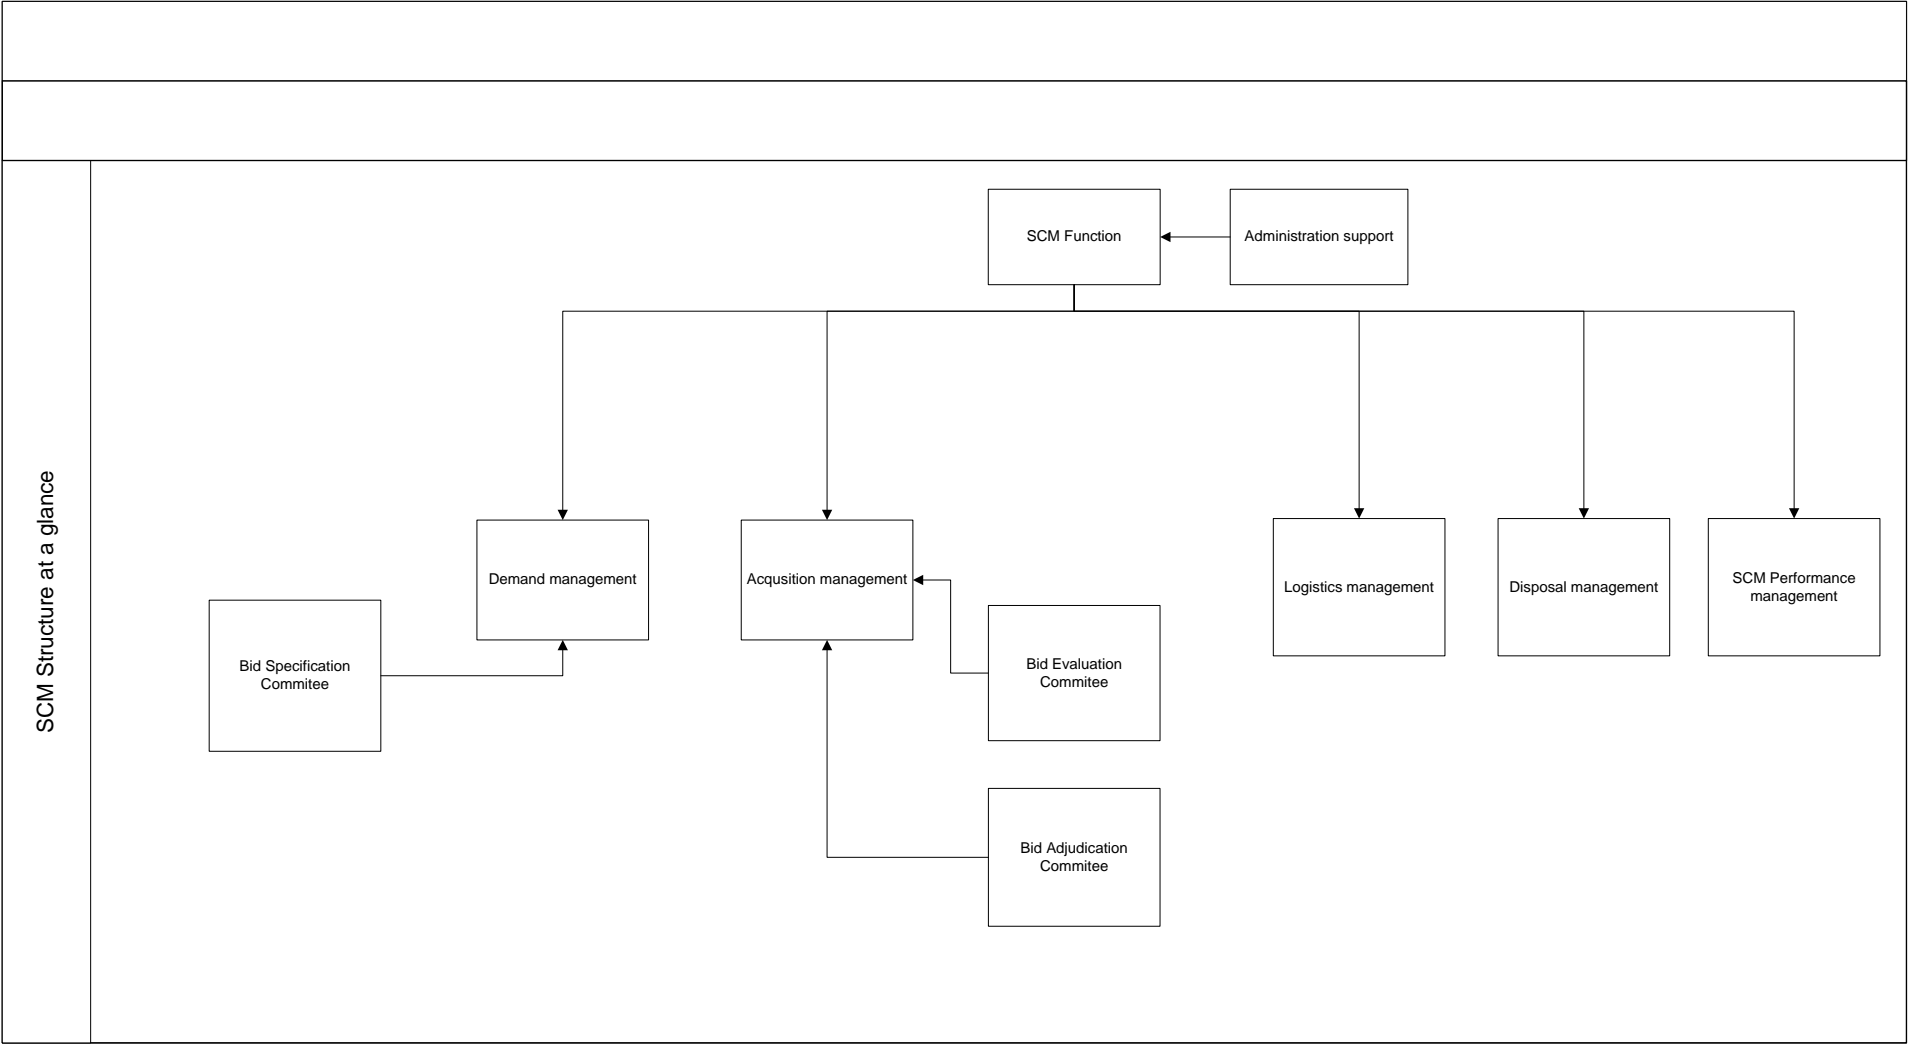 SCM Structure at a glance
SCM Function
Administration support
Demand management
Acqusition management
Logistics management
Disposal management
SCM Performance
management
Bid Specification
Commitee
Bid Evaluation
Commitee
Bid Adjudication
Commitee